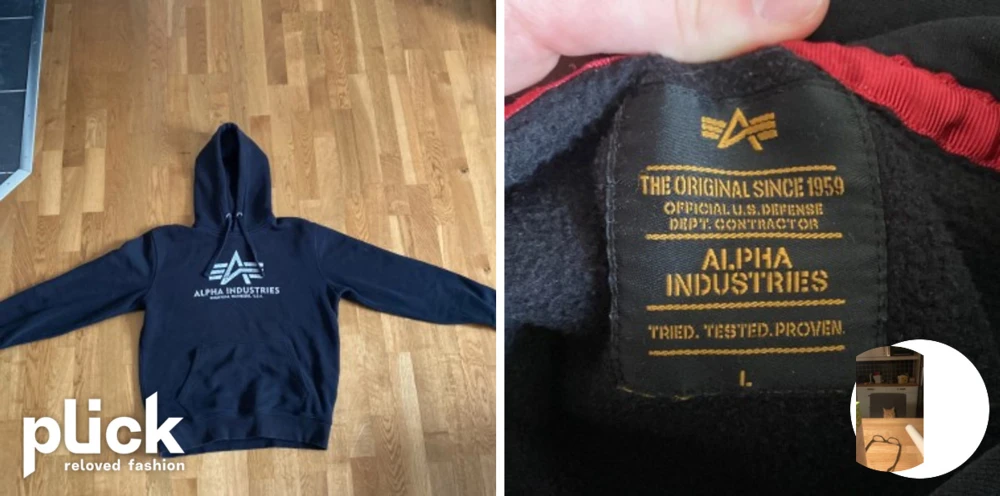 ALPHA INDUSTRIES
plick
reloved fashion
THE ORIGINAL SINCE 1959
OFFICIAL U.S. DEFENSE
DEPT. CONTRACTOR
ALPHA
INDUSTRIES
TRIED. TESTED. PROVEN.
L